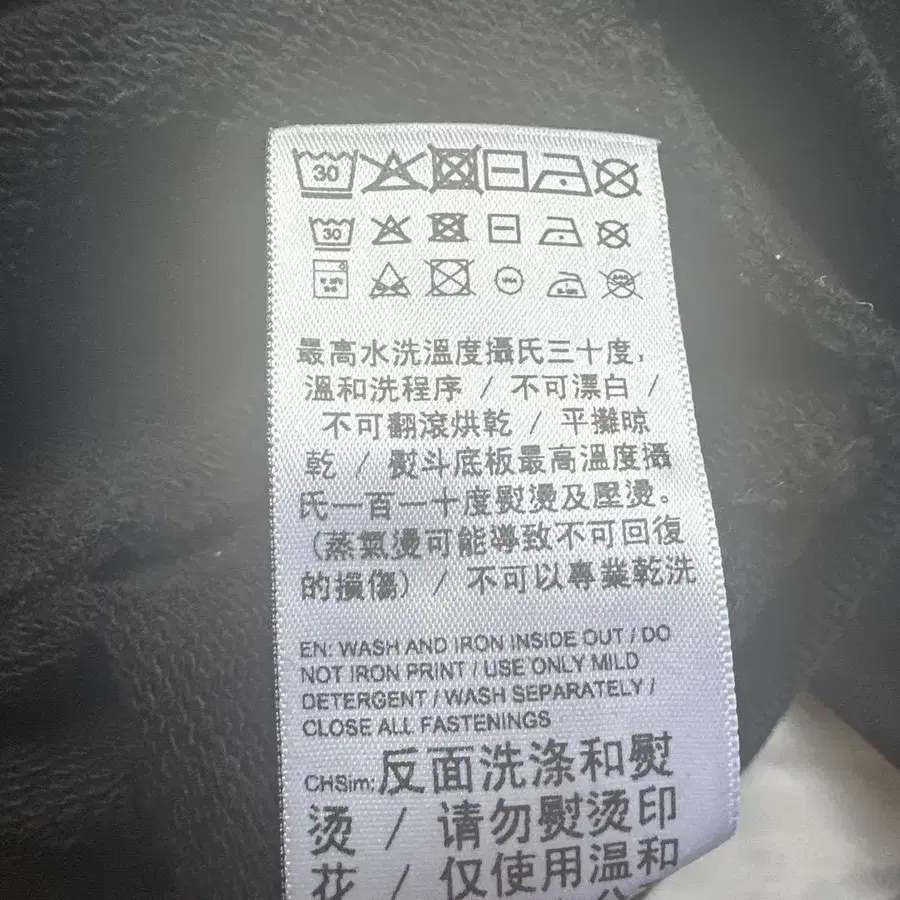 30
30
最高水洗溫度攝氏三十度,
溫和洗程序 / 不可漂白 /
不可翻滾烘乾 / 平攤晾
乾 / 熨斗底板最高溫度攝
氏一百一十度熨燙及壓燙。
(蒸氣燙可能導致不可回復
的損傷) / 不可以專業乾洗
EN: WASH AND IRON INSIDE OUT / DO
NOT IRON PRINT / USE ONLY MILD
DETERGENT / WASH SEPARATELY /
CLOSE ALL FASTENINGS
CHSim: 反面洗涤和熨
烫 / 请勿熨烫印
花 / 仅使用温和